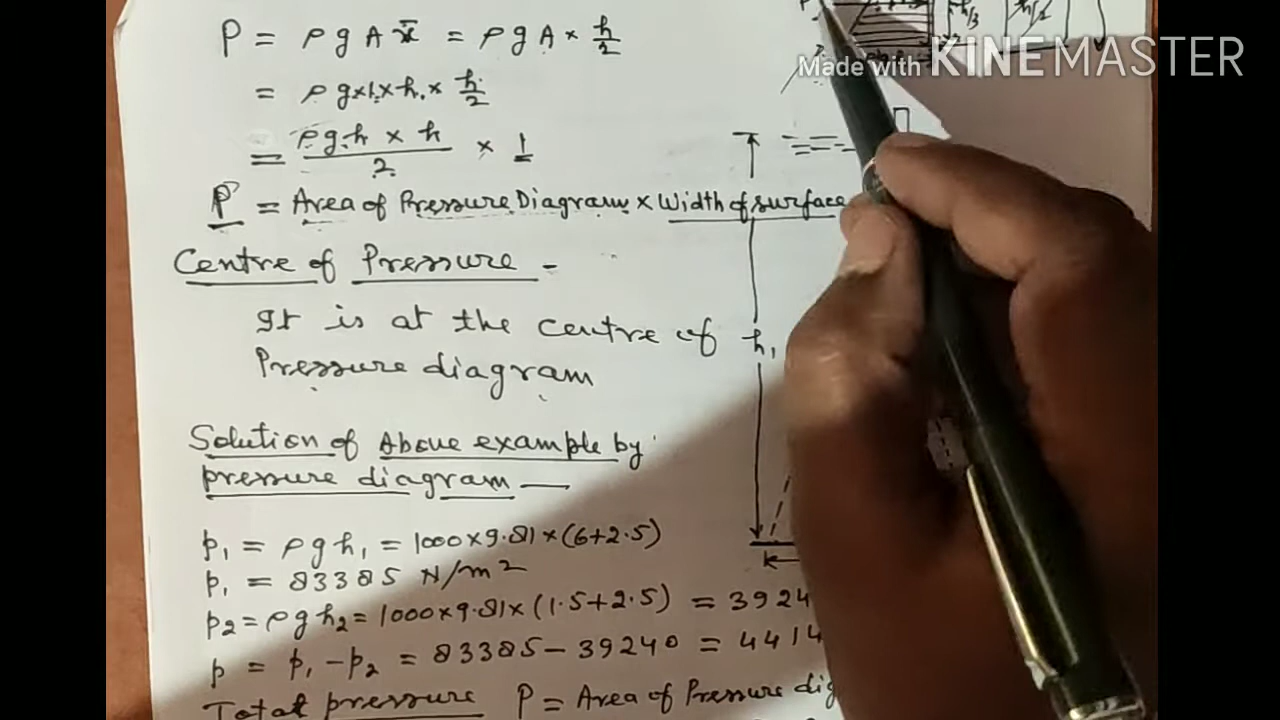 P = ρ g A x̄ = ρ g A × h/2
= ρ g × 1 × h × h/2
= ρ g h × h / 2 × 1
P = Area of Pressure Diagram × Width of surface
Centre of Pressure -
It is at the centre of
Pressure diagram
Solution of Above example by
pressure diagram —
p₁ = ρ g h₁ = 1000 × 9.81 × (6+2.5)
p₁ = 83385 N/m²
p₂ = ρ g h₂ = 1000 × 9.81 × (1.5+2.5) = 3924
p = p₁ - p₂ = 83385 - 39240 = 4414
Total pressure P = Area of Pressure dig
h/3
h/2
h₁
Made with KINEMASTER